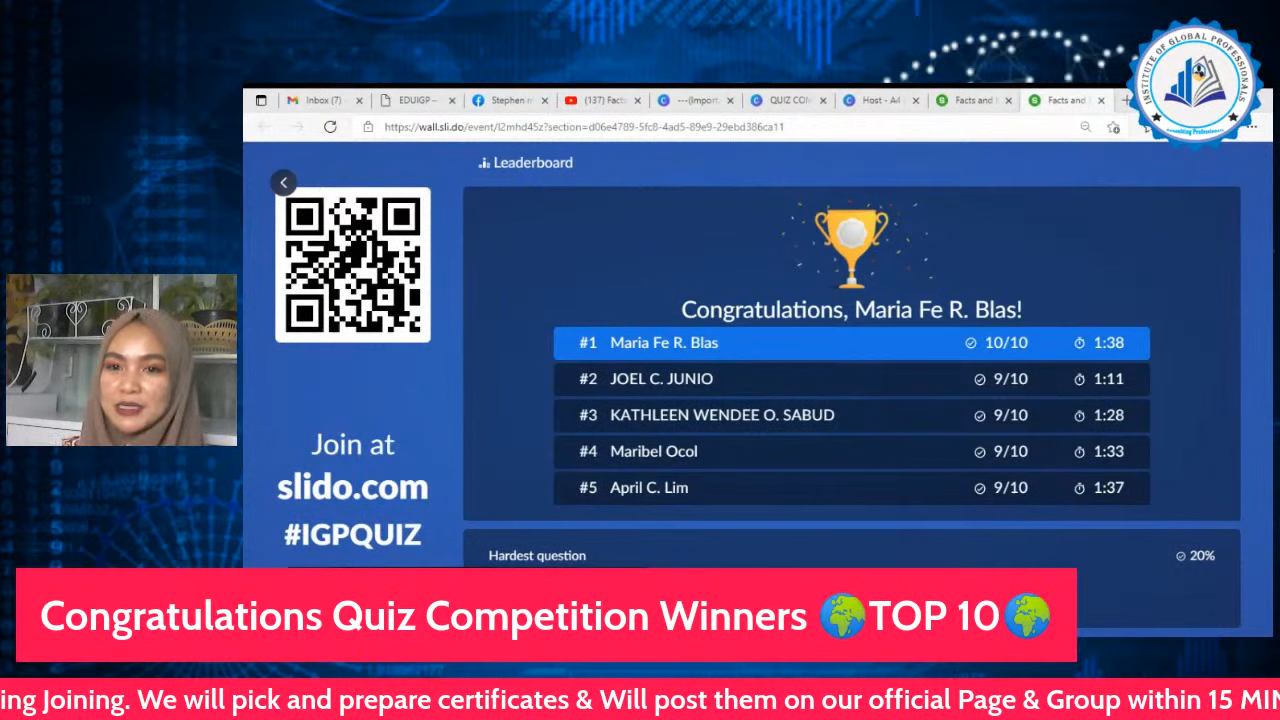 INSTITUTE OF GLOBAL PROFESSIONALS
Inbox (7)
EDUIGP –
Stephen m
(137) Facts
---(Import
QUIZ CON
Host - A4
Facts and
Facts and
https://wall.sli.do/event/l2mhd45z?section=d06e4789-5fc8-4ad5-89e9-29ebd386ca11
Leaderboard
Congratulations, Maria Fe R. Blas!
#1 Maria Fe R. Blas 10/10 1:38
#2 JOEL C. JUNIO 9/10 1:11
#3 KATHLEEN WENDEE O. SABUD 9/10 1:28
#4 Maribel Ocol 9/10 1:33
#5 April C. Lim 9/10 1:37
Join at
slido.com
#IGPQUIZ
Hardest question 20%
Congratulations Quiz Competition Winners 🌍TOP 10🌍
ing Joining. We will pick and prepare certificates & Will post them on our official Page & Group within 15 MIN